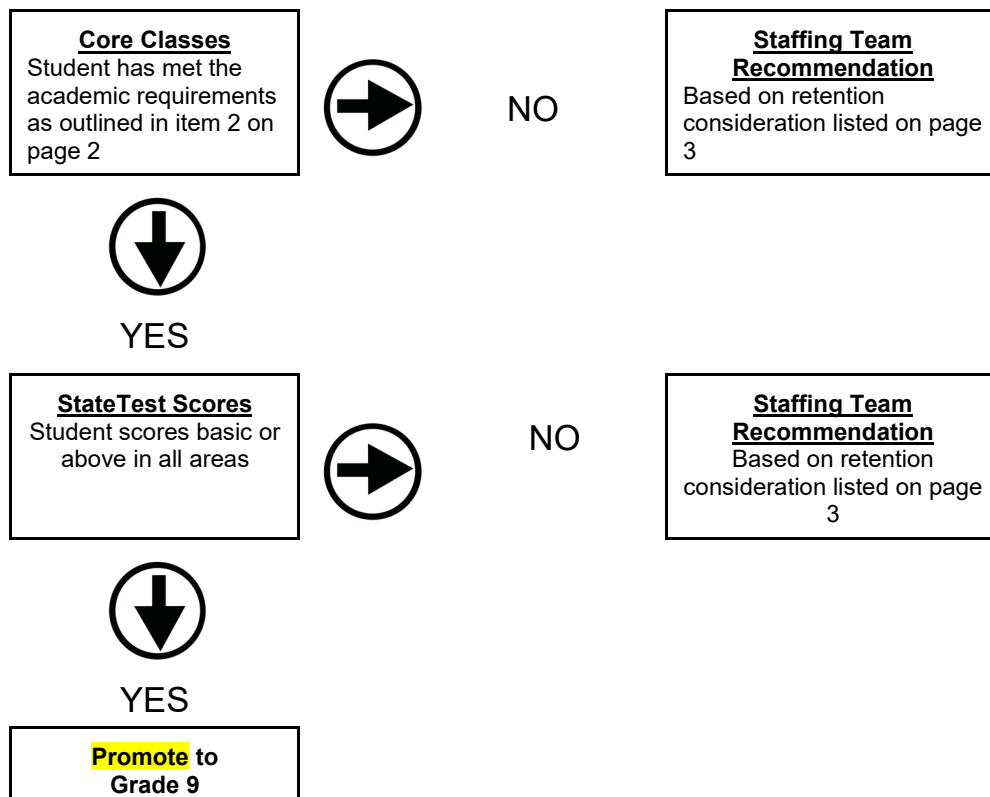 Core Classes
Student has met the
academic requirements
as outlined in item 2 on
page 2
NO
Staffing Team
Recommendation
Based on retention
consideration listed on page
3
YES
StateTest Scores
Student scores basic or
above in all areas
NO
Staffing Team
Recommendation
Based on retention
consideration listed on page
3
YES
Promote to
Grade 9